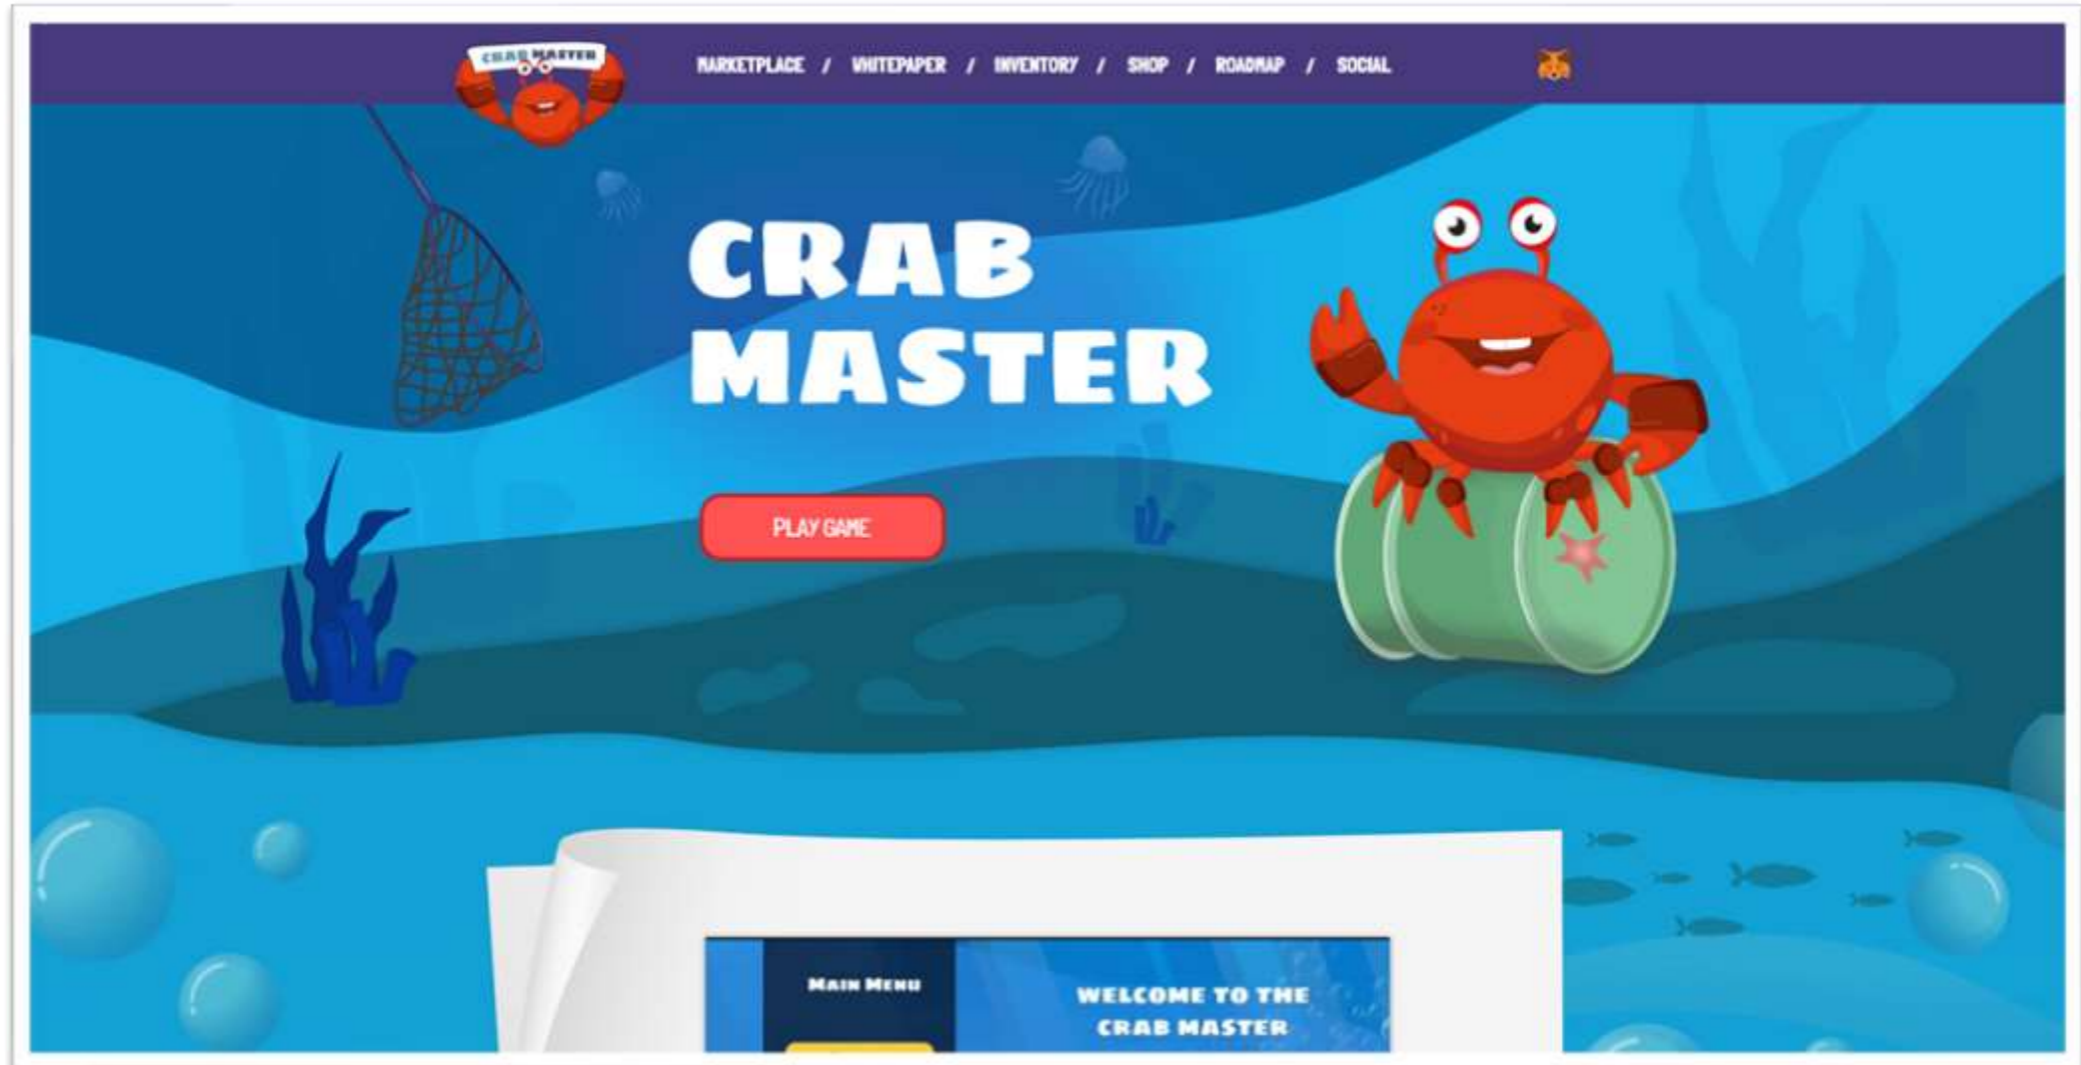 CRAB MASTER
MARKETPLACE / WHITEPAPER / INVENTORY / SHOP / ROADMAP / SOCIAL
CRAB
MASTER
PLAY GAME
MAIN MENU
WELCOME TO THE
CRAB MASTER